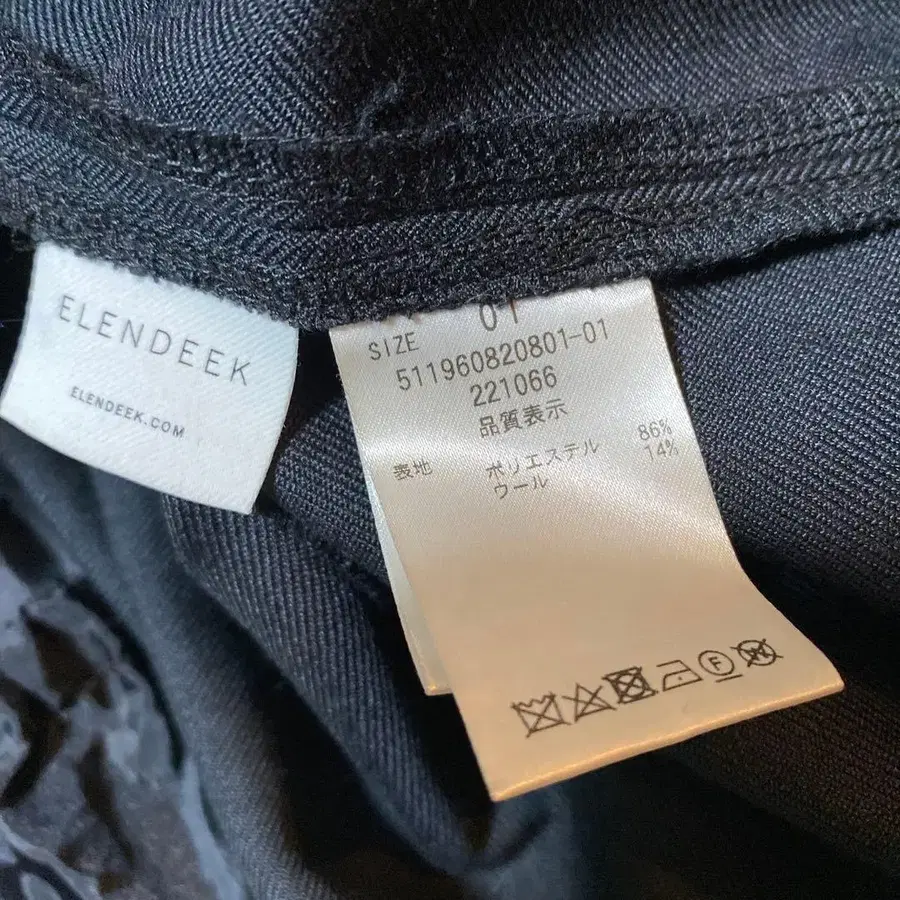 ELENDEEK
ELENDEEK.COM
SIZE 01
511960820801-01
221066
品質表示
表地 ポリエステル 86%
ウール 14%